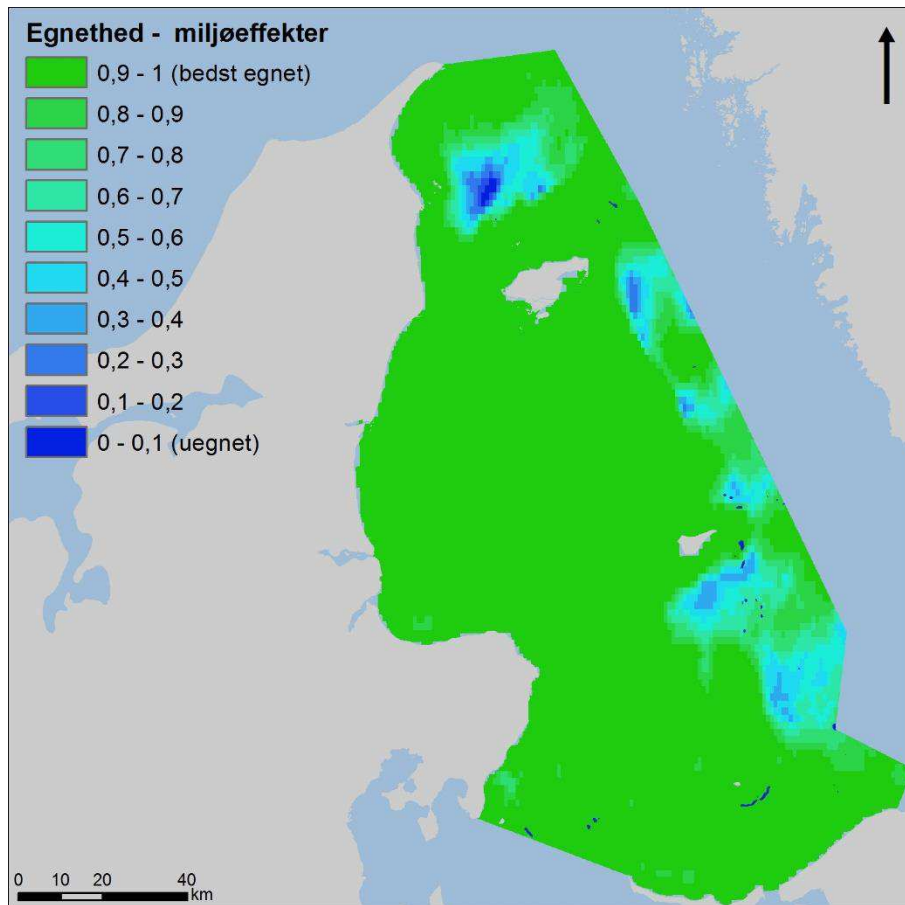 Egnethed - miljøeffekter
0,9 - 1 (bedst egnet)
0,8 - 0,9
0,7 - 0,8
0,6 - 0,7
0,5 - 0,6
0,4 - 0,5
0,3 - 0,4
0,2 - 0,3
0,1 - 0,2
0 - 0,1 (uegnet)
0 10 20 40
km